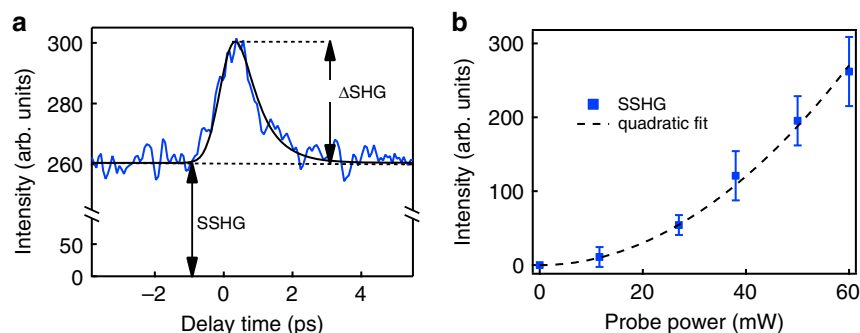 a
Intensity (arb. units)
300
280
260
50
0
ΔSHG
SSHG
−2
0
2
4
Delay time (ps)
b
Intensity (arb. units)
300
200
100
0
SSHG
quadratic fit
0
20
40
60
Probe power (mW)